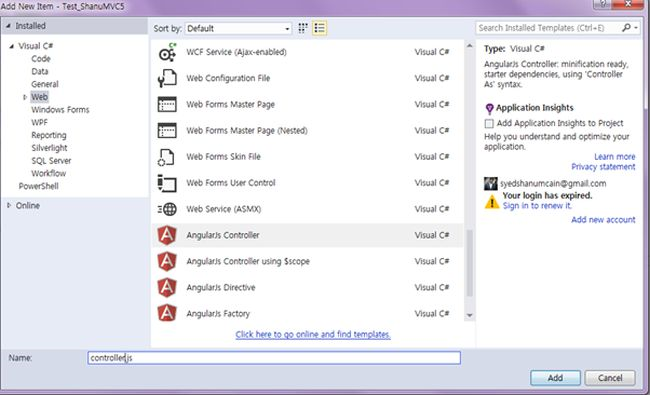 Add New Item - Test_ShanuMVC5
Installed
Sort by: Default
Search Installed Templates (Ctrl+E)
Visual C#
Code
Data
General
Web
Windows Forms
WPF
Reporting
Silverlight
SQL Server
Workflow
PowerShell
Online
WCF Service (Ajax-enabled) Visual C#
Web Configuration File Visual C#
Web Forms Master Page Visual C#
Web Forms Master Page (Nested) Visual C#
Web Forms Skin File Visual C#
Web Forms User Control Visual C#
Web Service (ASMX) Visual C#
AngularJs Controller Visual C#
AngularJs Controller using $scope Visual C#
AngularJs Directive Visual C#
AngularJs Factory Visual C#
Click here to go online and find templates.
Type: Visual C#
AngularJs Controller: minification ready,
starter dependencies, using 'Controller
As' syntax.
Application Insights
Add Application Insights to Project
Help you understand and optimize your
application.
Learn more
Privacy statement
syedshanumcain@gmail.com
Your login has expired.
Sign in to renew it.
Add new account
Name: controller.js
Add Cancel